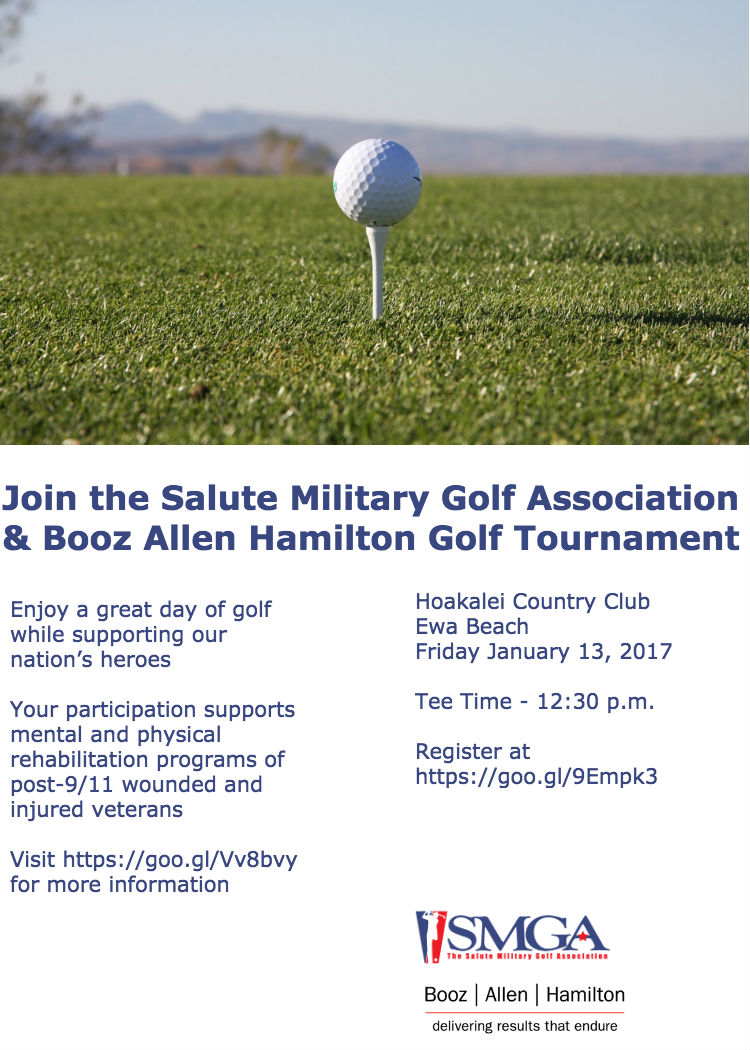 Join the Salute Military Golf Association
& Booz Allen Hamilton Golf Tournament
Enjoy a great day of golf
while supporting our
nation's heroes
Your participation supports
mental and physical
rehabilitation programs of
post-9/11 wounded and
injured veterans
Visit https://goo.gl/Vv8bvy
for more information
Hoakalei Country Club
Ewa Beach
Friday January 13, 2017
Tee Time - 12:30 p.m.
Register at
https://goo.gl/9Empk3
SMGA
The Salute Military Golf Association
Booz | Allen | Hamilton
delivering results that endure